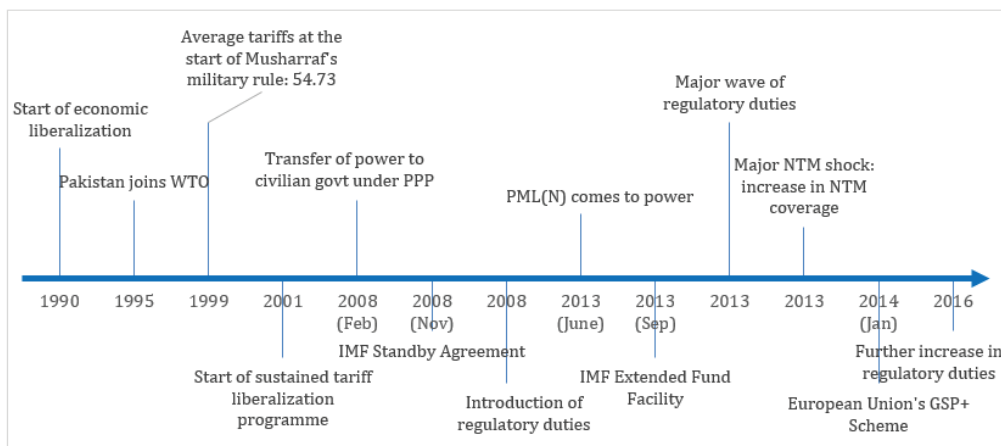 Average tariffs at the
start of Musharraf's
military rule: 54.73
Start of economic
liberalization
Pakistan joins WTO
Transfer of power to
civilian govt under PPP
PML(N) comes to power
Major wave of
regulatory duties
Major NTM shock:
increase in NTM
coverage
1990
1995
1999
2001
2008
(Feb)
2008
(Nov)
2008
2013
(June)
2013
(Sep)
2013
2013
2014
(Jan)
2016
Start of sustained tariff
liberalization
programme
IMF Standby Agreement
Introduction of
regulatory duties
IMF Extended Fund
Facility
European Union's GSP+
Scheme
Further increase in
regulatory duties